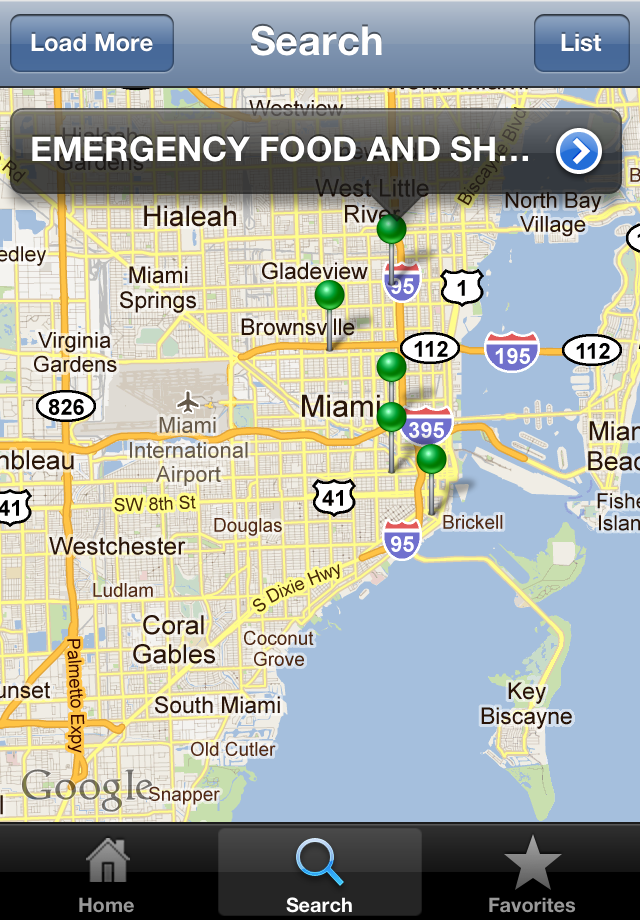 Load More
Search
List
Westview
EMERGENCY FOOD AND SH...
Gardens
West Little
River
Biscayne Blvd
North Bay
Village
Hialeah
edley
Miami
Springs
Gladeview
95
1
Brownsville
Virginia
Gardens
112
195
112
826
Miami
395
Miami
International
Airport
Miam
Beac
nbleau
41
SW 8th St
41
Douglas
Brickell
Fishe
Islan
Westchester
95
Ludlam
S Dixie Hwy
Coral
Gables
Coconut
Grove
Palmetto Expy
unset
South Miami
Key
Biscayne
Old Cutler
Google
Snapper
Home
Search
Favorites